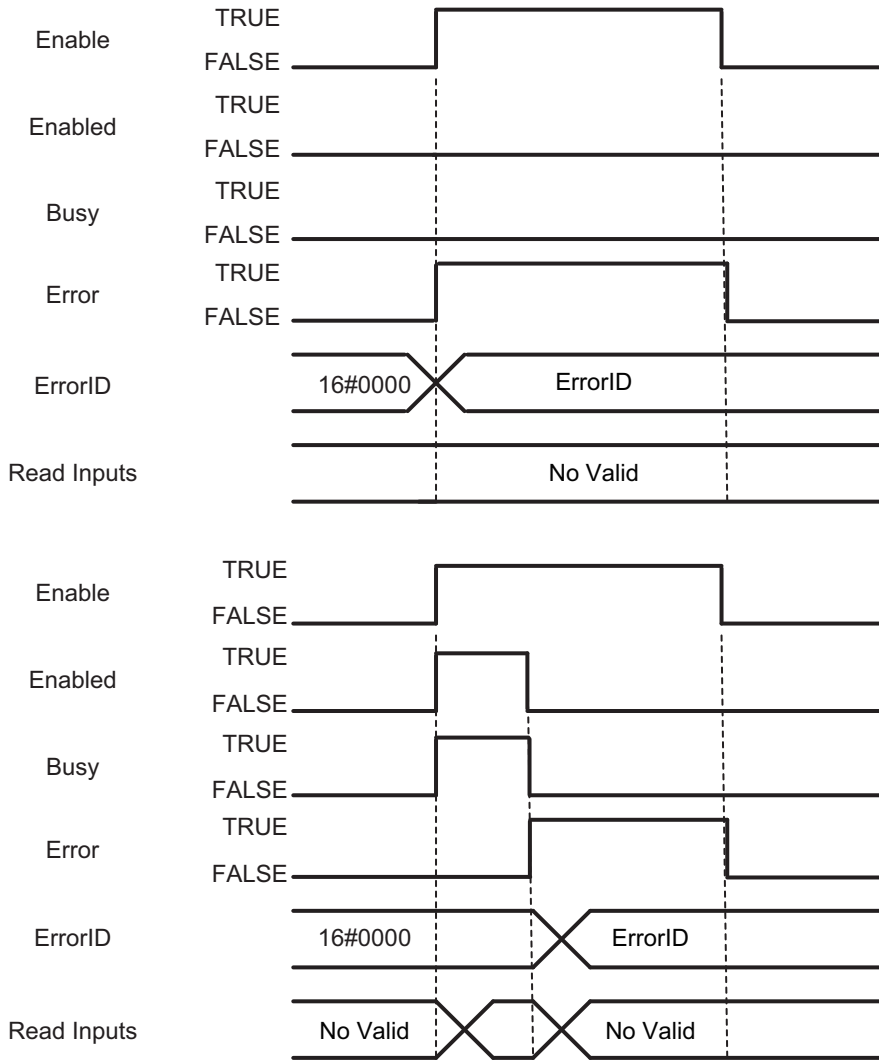 Enable TRUE
FALSE
Enabled TRUE
FALSE
Busy TRUE
FALSE
Error TRUE
FALSE
ErrorID 16#0000 ErrorID
Read Inputs No Valid
Enable TRUE
FALSE
Enabled TRUE
FALSE
Busy TRUE
FALSE
Error TRUE
FALSE
ErrorID 16#0000 ErrorID
Read Inputs No Valid No Valid